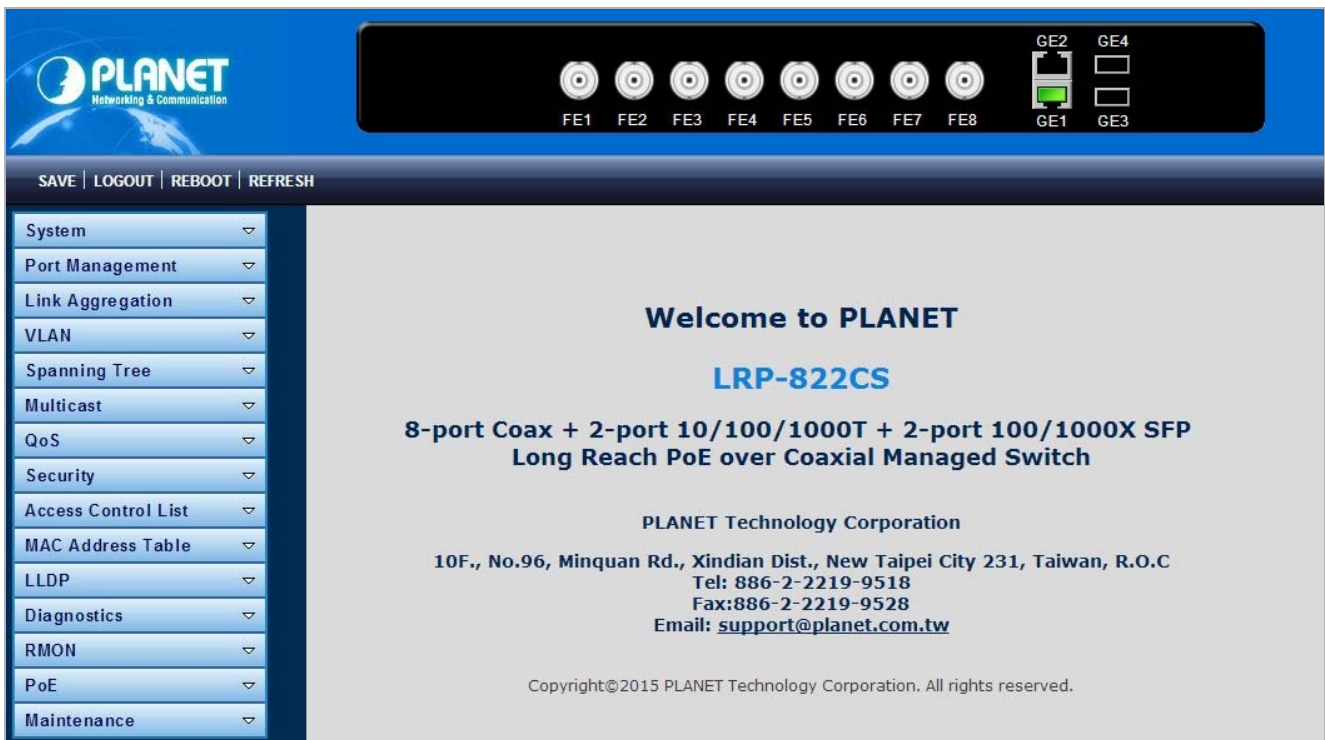 PLANET
Networking & Communication
GE2 GE4
FE1 FE2 FE3 FE4 FE5 FE6 FE7 FE8 GE1 GE3
SAVE | LOGOUT | REBOOT | REFRESH
System
Port Management
Link Aggregation
VLAN
Spanning Tree
Multicast
QoS
Security
Access Control List
MAC Address Table
LLDP
Diagnostics
RMON
PoE
Maintenance
Welcome to PLANET
LRP-822CS
8-port Coax + 2-port 10/100/1000T + 2-port 100/1000X SFP
Long Reach PoE over Coaxial Managed Switch
PLANET Technology Corporation
10F., No.96, Minquan Rd., Xindian Dist., New Taipei City 231, Taiwan, R.O.C
Tel: 886-2-2219-9518
Fax:886-2-2219-9528
Email: support@planet.com.tw
Copyright©2015 PLANET Technology Corporation. All rights reserved.